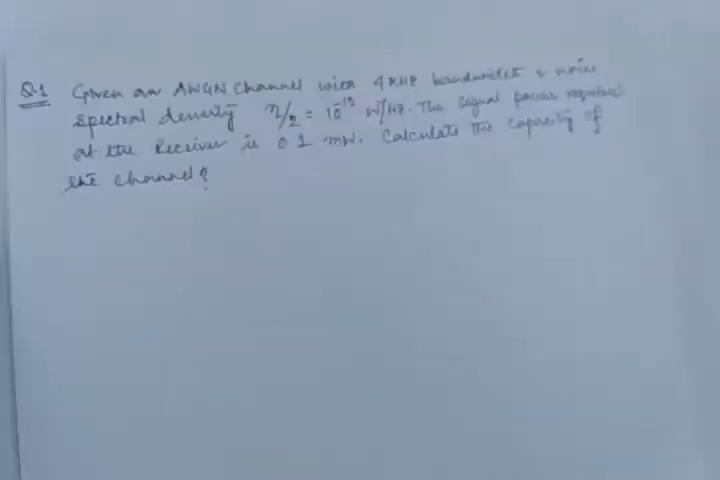 Q.1 Given an AWGN channel with 4 KHz bandwidth & noise
spectral density η/2 = 10 W/Hz. The signal power required
at the Receiver is 0.1 mW. Calculate the capacity of
the channel?